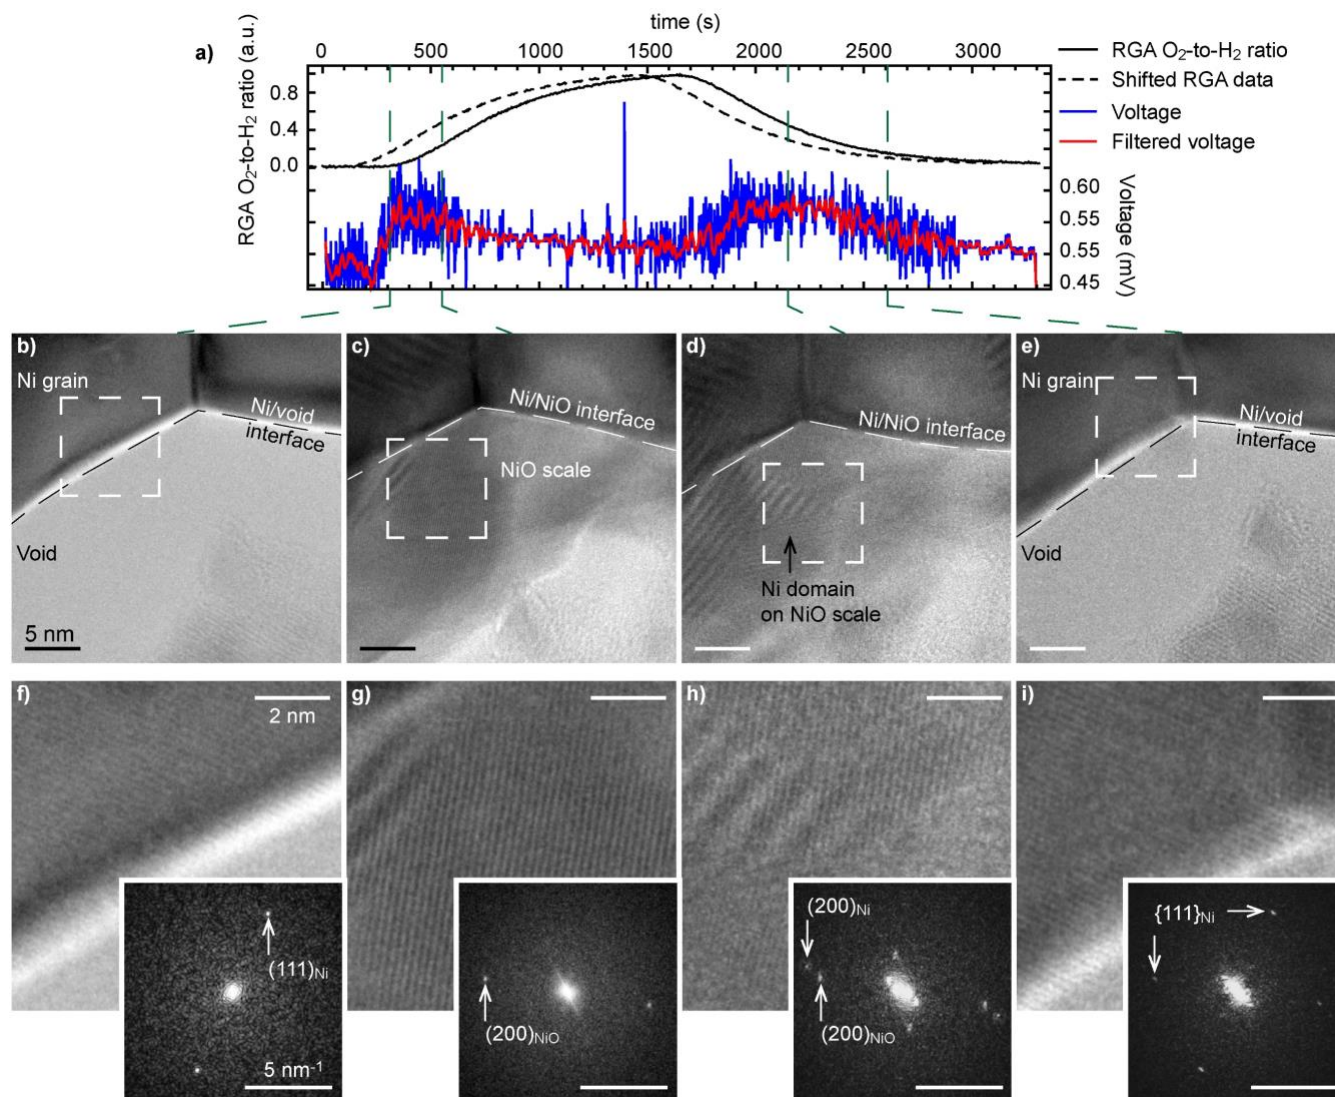 time (s)
a)
0 500 1000 1500 2000 2500 3000
RGA O₂-to-H₂ ratio (a.u.)
0.8
0.4
0.0
0.60
0.55
0.55
0.45
Voltage (mV)
RGA O₂-to-H₂ ratio
Shifted RGA data
Voltage
Filtered voltage
b)
Ni grain
Ni/void
interface
Void
5 nm
c)
Ni/NiO interface
NiO scale
d)
Ni/NiO interface
Ni domain
on NiO scale
e)
Ni grain
Ni/void
interface
Void
f)
2 nm
(111)Ni
5 nm⁻¹
g)
(200)NiO
h)
(200)Ni
(200)NiO
i)
{111}Ni